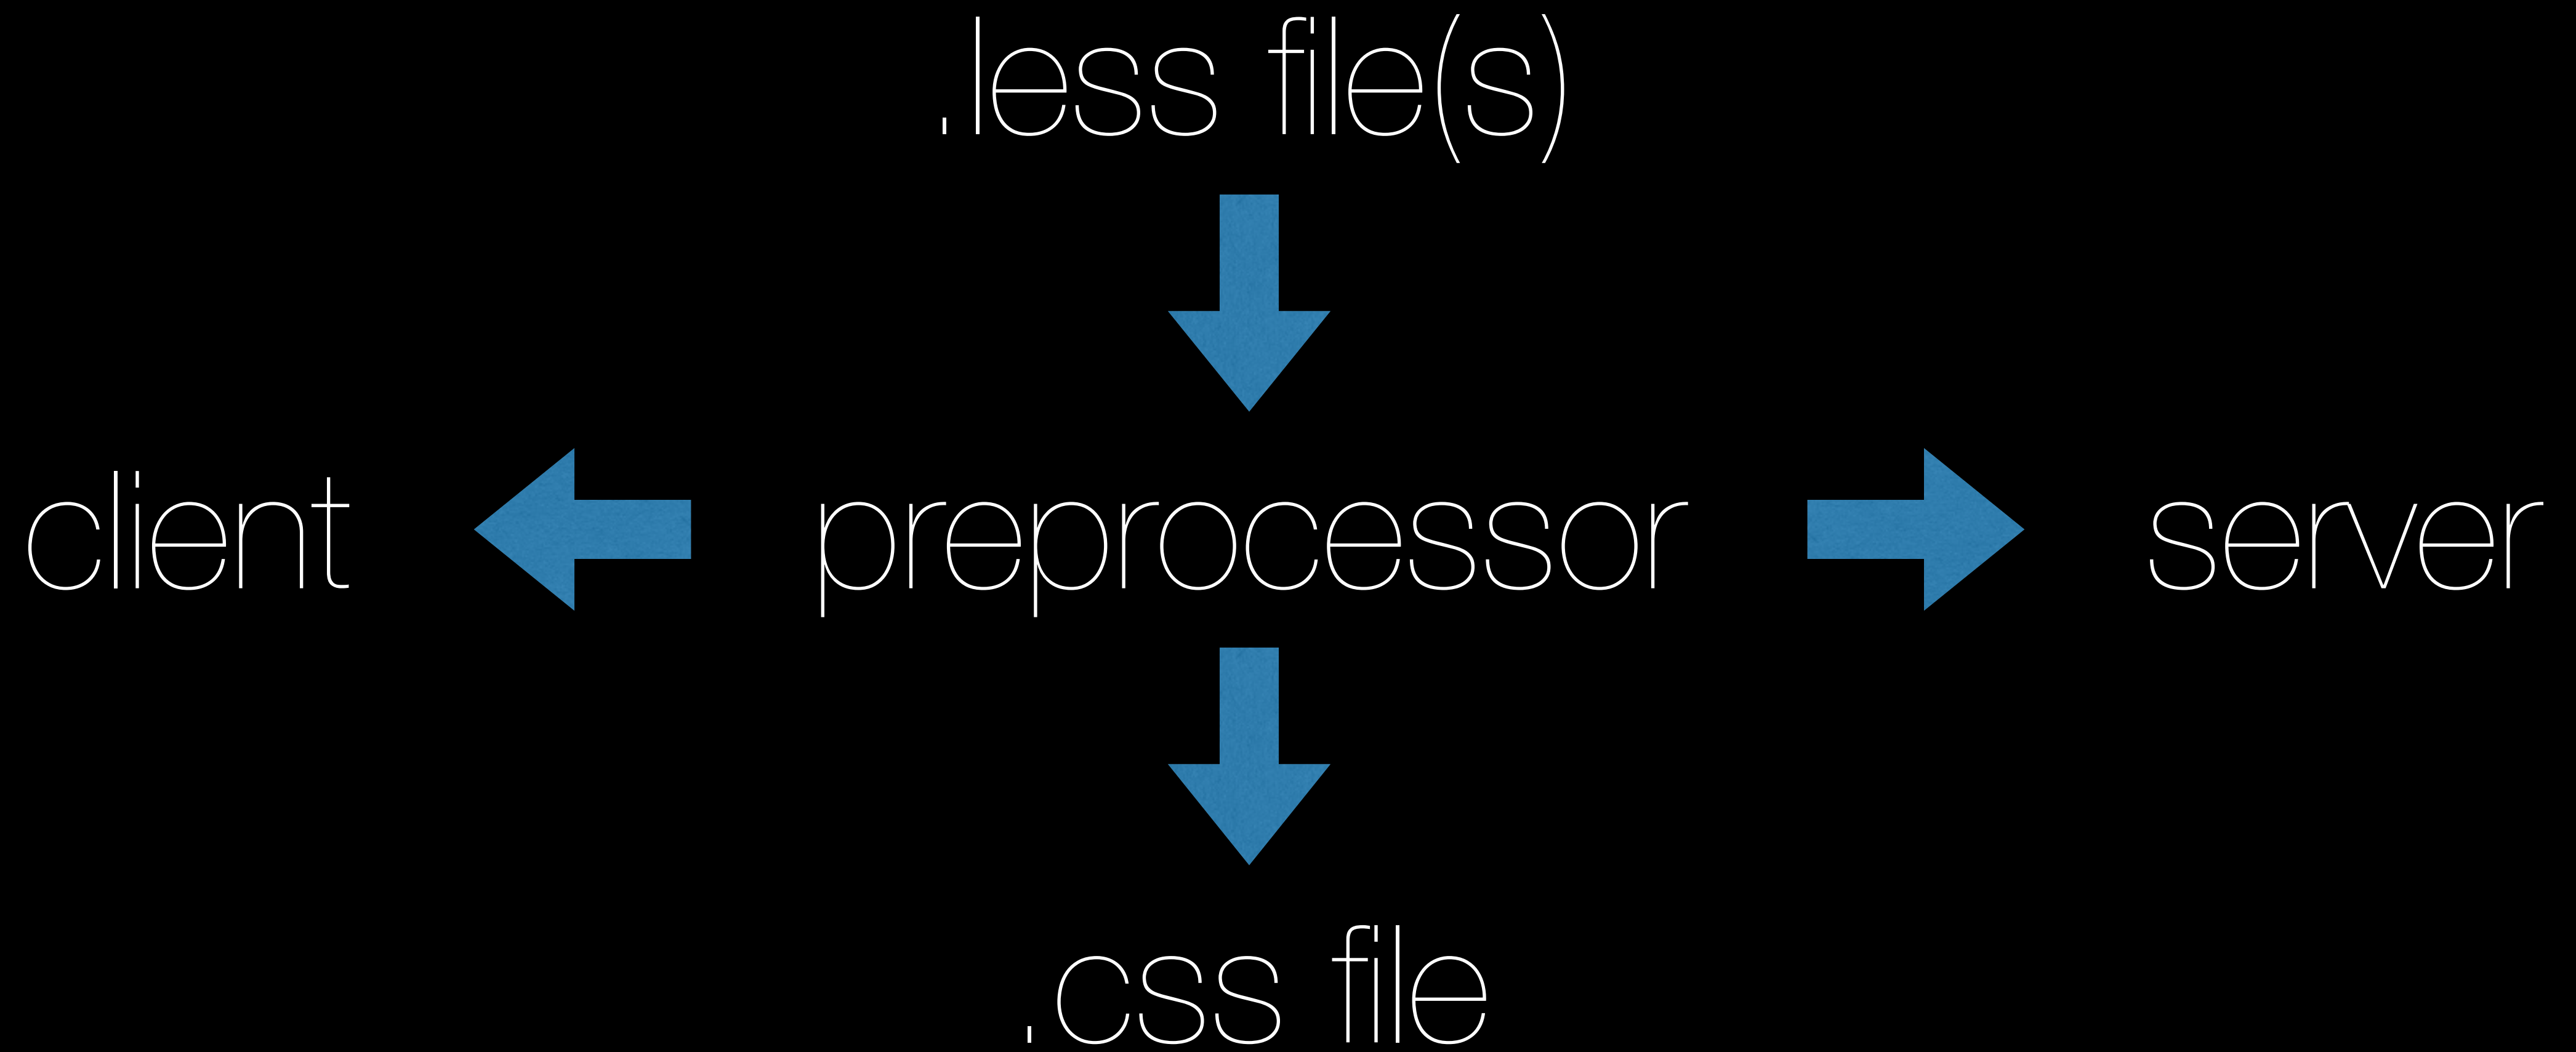 .less file(s)
client
preprocessor
server
.css file